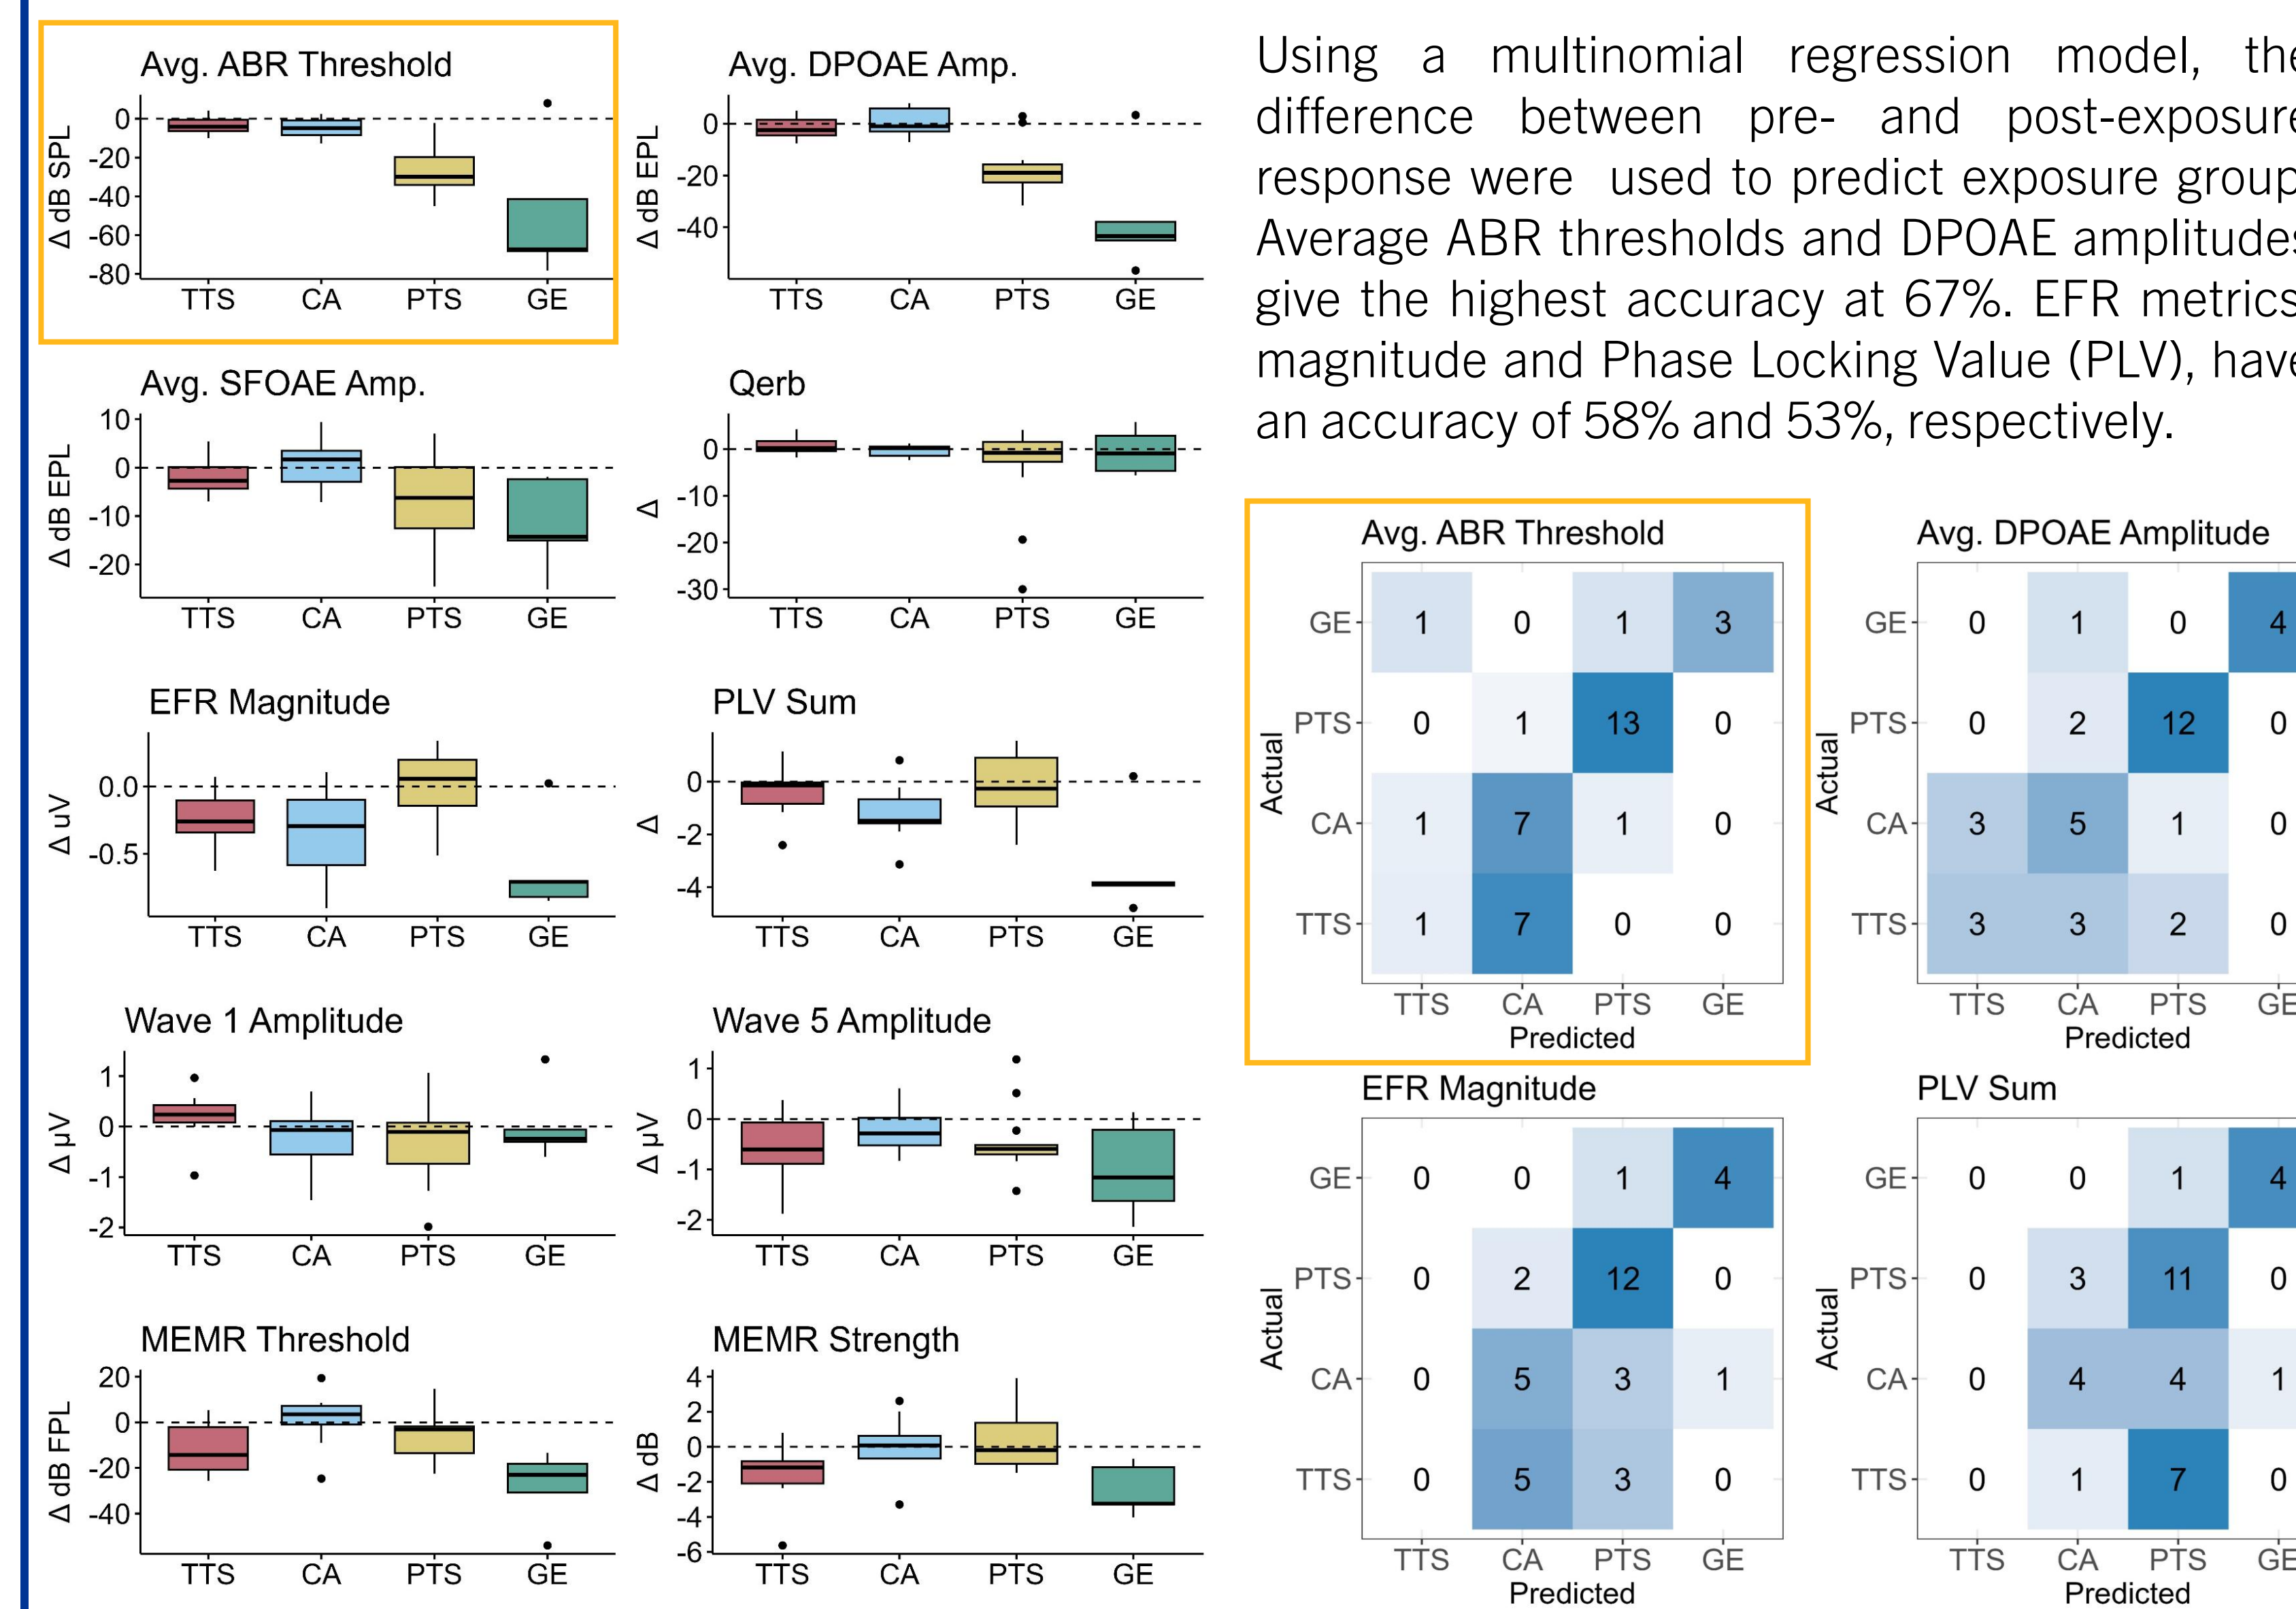 Avg. ABR Threshold
Δ dB SPL
0
-20
-40
-60
-80
TTS CA PTS GE
Avg. DPOAE Amp.
Δ dB EPL
0
-20
-40
TTS CA PTS GE
Avg. SFOAE Amp.
Δ dB EPL
10
0
-10
-20
TTS CA PTS GE
Qerb
Δ
0
-10
-20
-30
TTS CA PTS GE
EFR Magnitude
Δ uV
0.0
-0.5
TTS CA PTS GE
PLV Sum
Δ
0
-2
-4
TTS CA PTS GE
Wave 1 Amplitude
Δ µV
1
0
-1
-2
TTS CA PTS GE
Wave 5 Amplitude
Δ µV
1
0
-1
-2
TTS CA PTS GE
MEMR Threshold
Δ dB FPL
20
0
-20
-40
TTS CA PTS GE
MEMR Strength
Δ dB
4
2
0
-2
-4
-6
TTS CA PTS GE
Using a multinomial regression model, the
difference between pre- and post-exposure
response were used to predict exposure group.
Average ABR thresholds and DPOAE amplitudes
give the highest accuracy at 67%. EFR metrics,
magnitude and Phase Locking Value (PLV), have
an accuracy of 58% and 53%, respectively.
Avg. ABR Threshold
Actual
GE 1 0 1 3
PTS 0 1 13 0
CA 1 7 1 0
TTS 1 7 0 0
TTS CA PTS GE
Predicted
Avg. DPOAE Amplitude
Actual
GE 0 1 0 4
PTS 0 2 12 0
CA 3 5 1 0
TTS 3 3 2 0
TTS CA PTS GE
Predicted
EFR Magnitude
Actual
GE 0 0 1 4
PTS 0 2 12 0
CA 0 5 3 1
TTS 0 5 3 0
TTS CA PTS GE
Predicted
PLV Sum
Actual
GE 0 0 1 4
PTS 0 3 11 0
CA 0 4 4 1
TTS 0 1 7 0
TTS CA PTS GE
Predicted